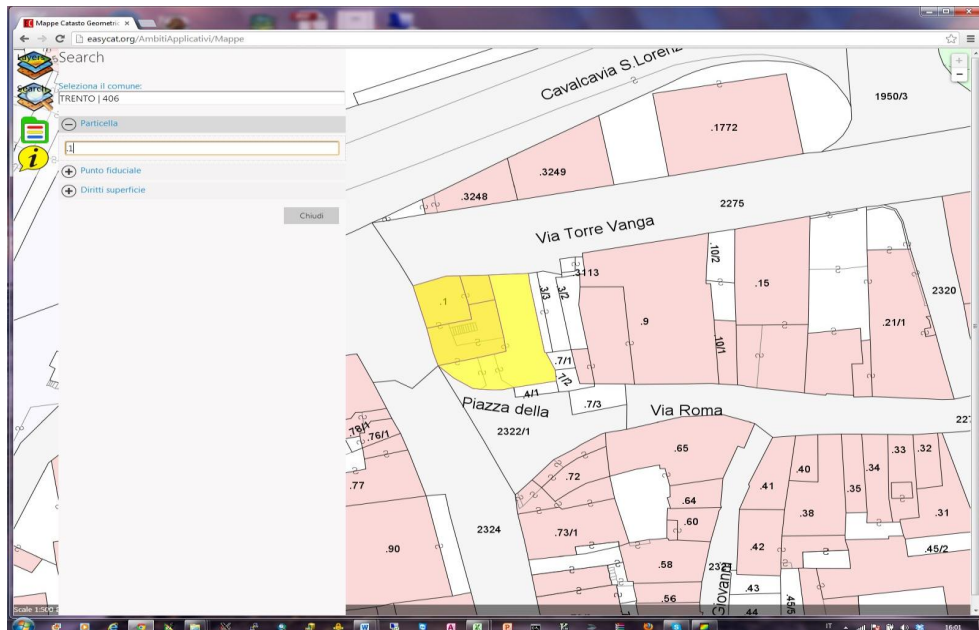 Mappe Catasto Geometric
easycat.org/AmbitiApplicativi/Mappe
Layers
Search
Search
Seleziona il comune:
TRENTO | 406
Particella
.1
Punto fiduciale
Diritti superficie
Chiudi
Cavalcavia S.Lorenz
1950/3
.1772
.3249
.3248
2275
Via Torre Vanga
.10/2
.3113
2320
.1
3/3
3/2
.15
.9
.21/1
.10/1
.7/1
.7/2
.4/1
.7/3
Piazza della
Via Roma
2322/1
227
.78/1
.76/1
.65
.33
.32
.72
.40
.34
.77
.41
.35
.64
.38
.31
2324
.73/1
.60
.90
.42
.45/2
.58
2321
.43
.56
Giovanni
.45/5
.44
Scale 1:500
IT
16:01